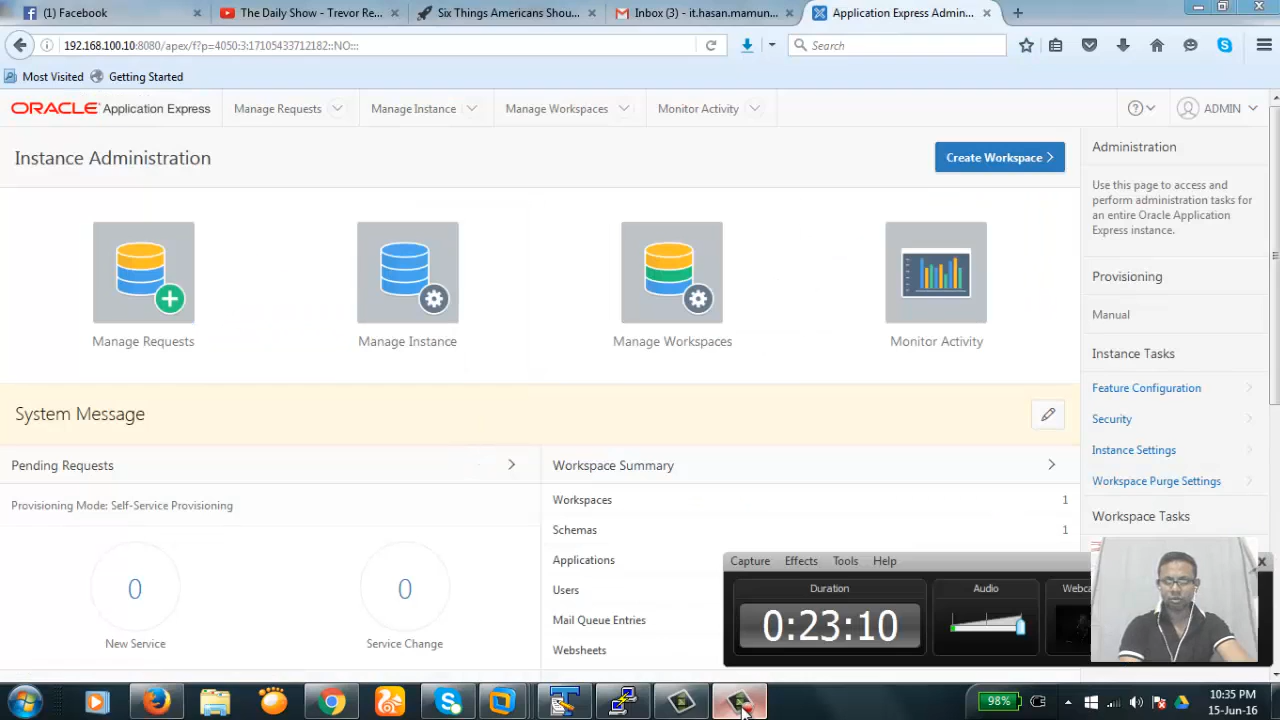 Facebook
The Daily Show - Trevor Re...
Six Things Americans Shou...
Inbox (3) - it.hasan.mamun...
Application Express Admin...
192.168.100.10:8080/apex/f?p=4050:3:17105433712182::NO:::
Search
Most Visited
Getting Started
ORACLE Application Express
Manage Requests
Manage Instance
Manage Workspaces
Monitor Activity
ADMIN
Instance Administration
Create Workspace
Manage Requests
Manage Instance
Manage Workspaces
Monitor Activity
Administration
Use this page to access and
perform administration tasks for
an entire Oracle Application
Express instance.
Provisioning
Manual
Instance Tasks
Feature Configuration
Security
Instance Settings
Workspace Purge Settings
Workspace Tasks
System Message
Pending Requests
Provisioning Mode: Self-Service Provisioning
0
New Service
0
Service Change
Workspace Summary
Workspaces 1
Schemas 1
Applications
Users
Mail Queue Entries
Websheets
Capture Effects Tools Help
Duration
0:23:10
Audio
Webca
98%
10:35 PM
15-Jun-16